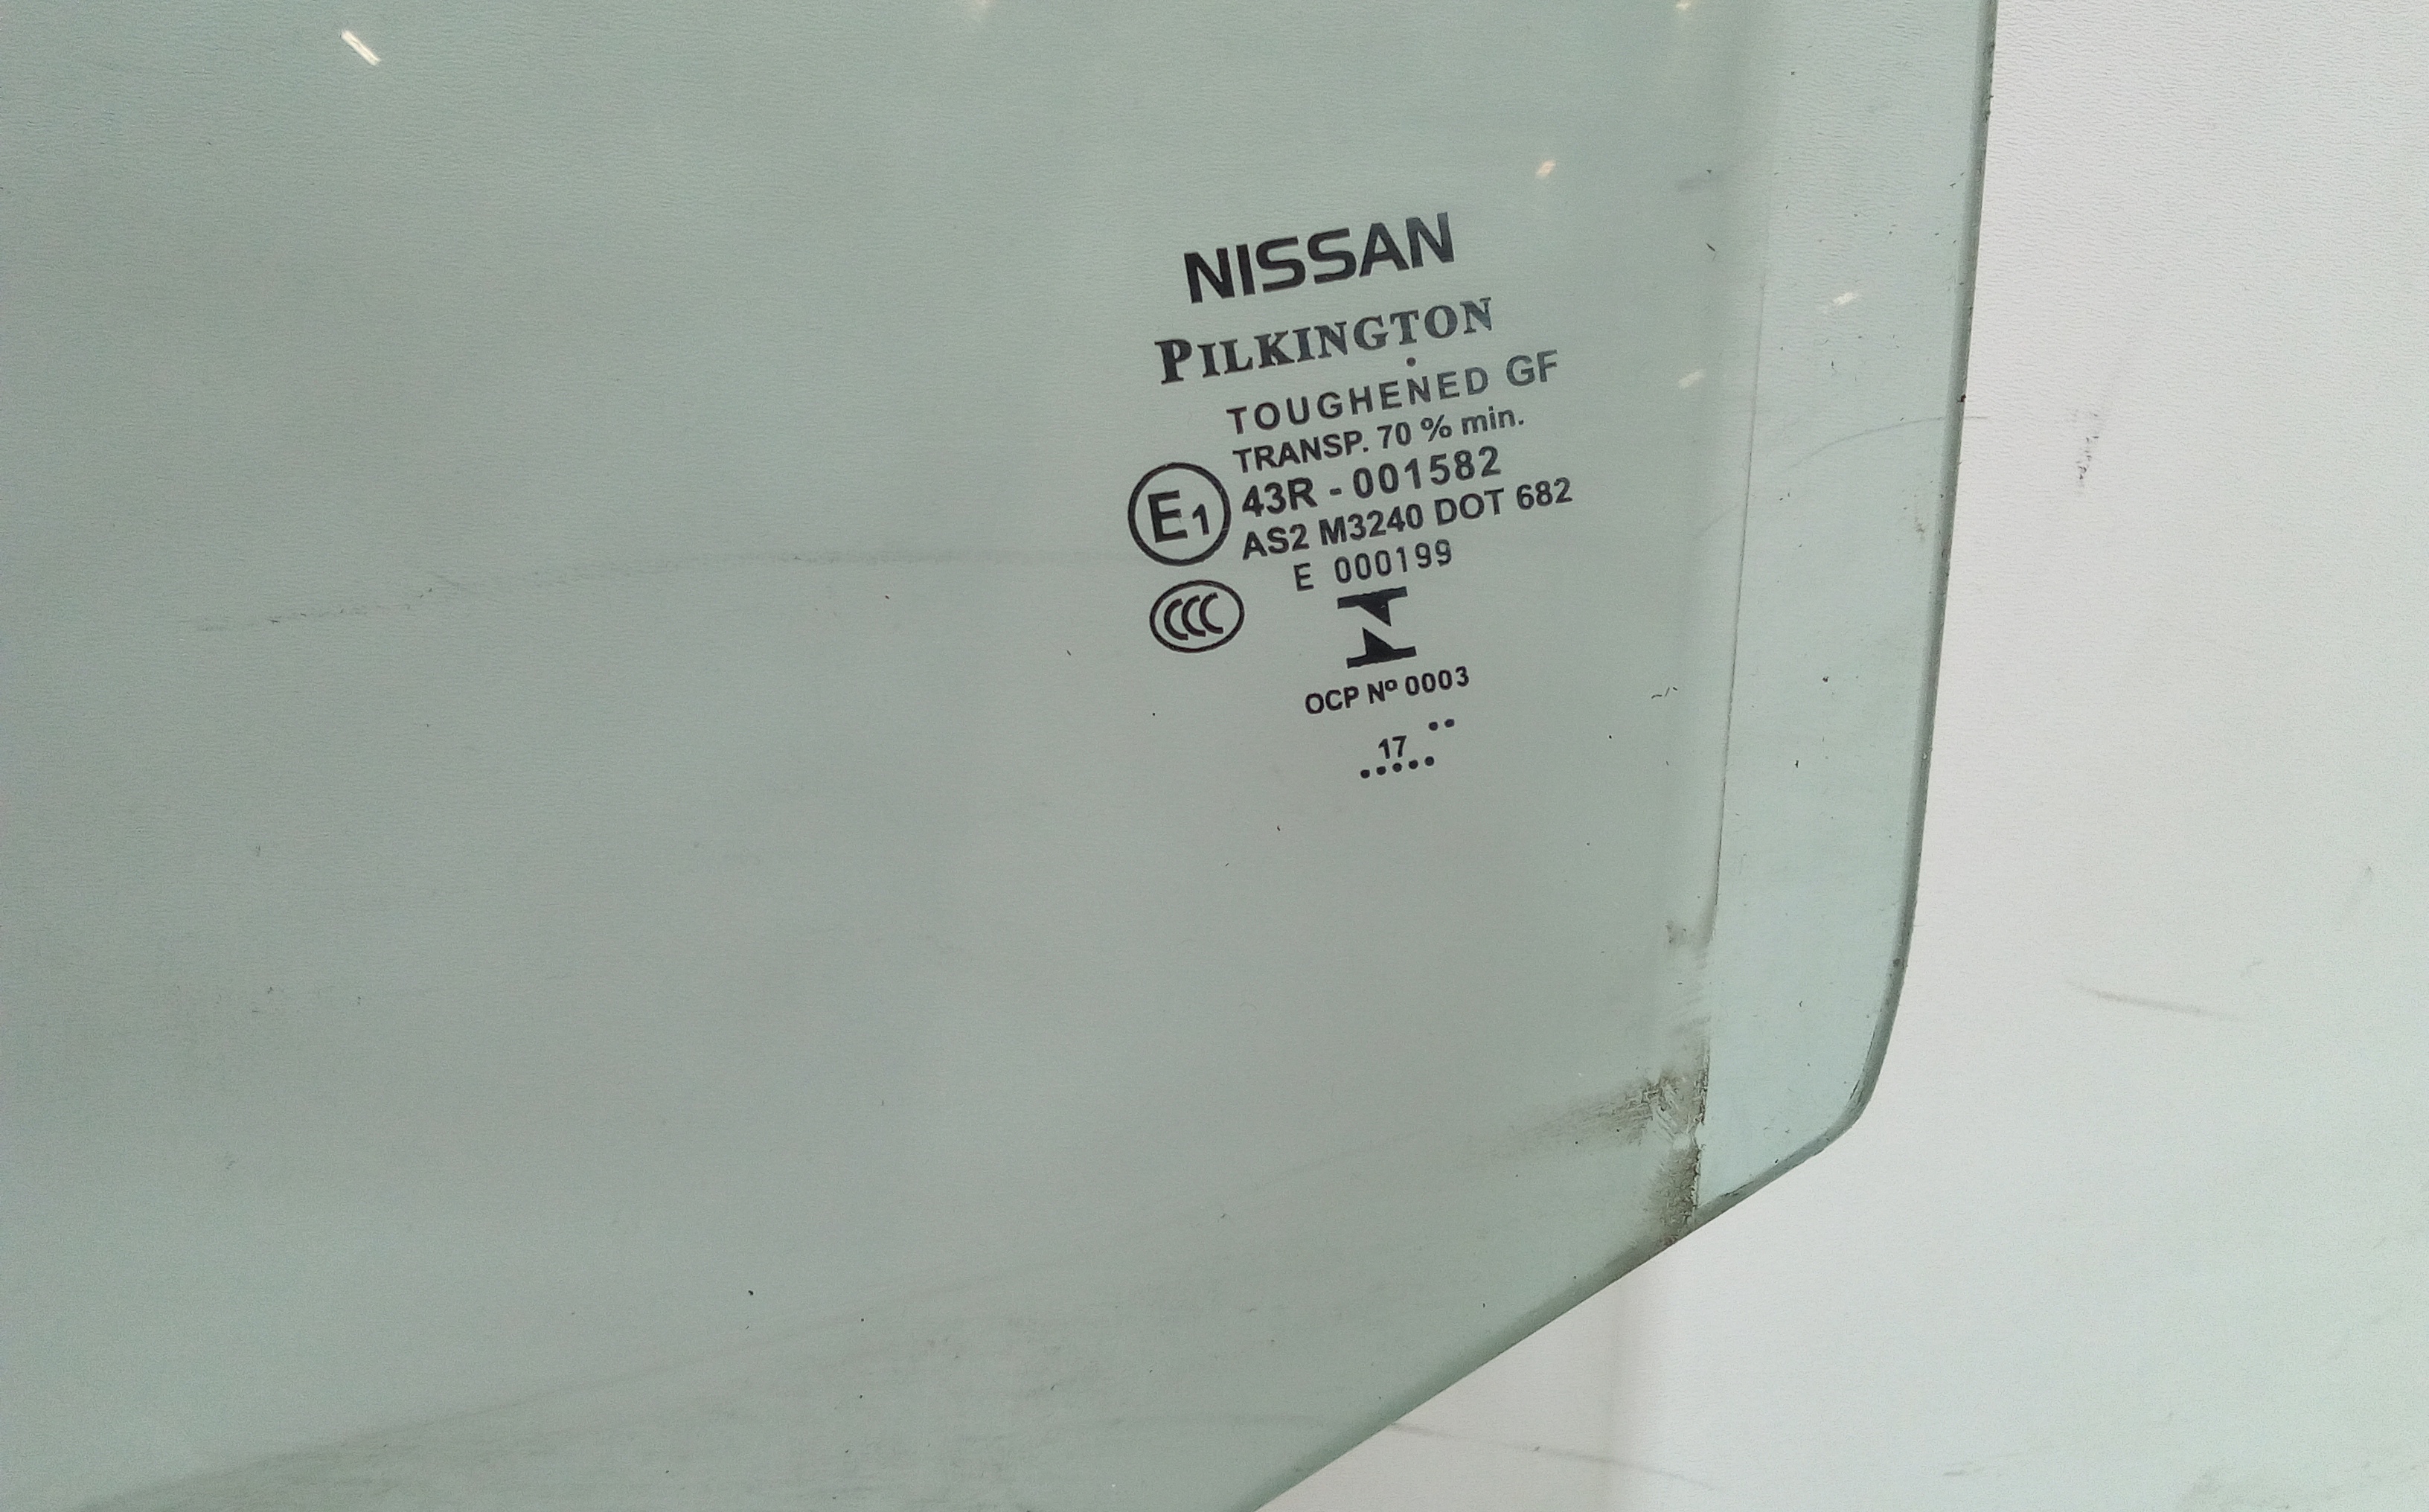 NISSAN
PILKINGTON
TOUGHENED GF
TRANSP. 70 % min.
E1 43R - 001582
AS2 M3240 DOT 682
E 000199
CCC
OCP Nº 0003
17